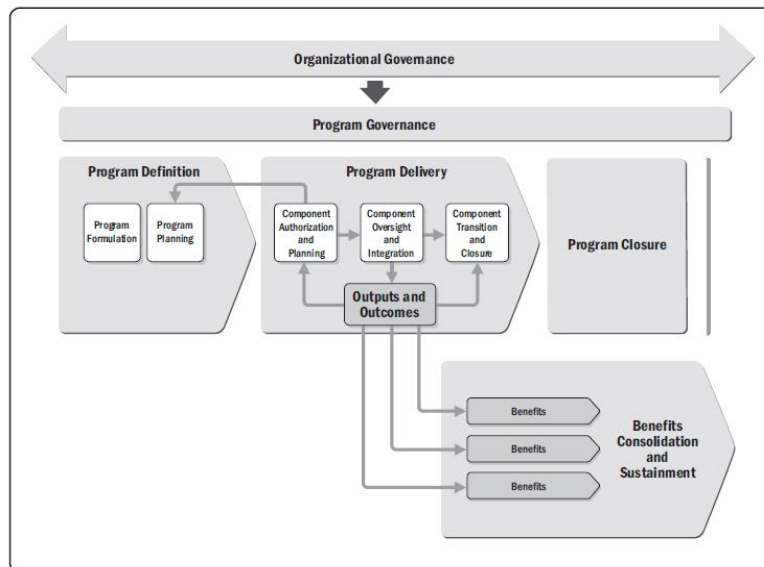 Organizational Governance
Program Governance
Program Definition
Program
Formulation
Program
Planning
Program Delivery
Component
Authorization
and
Planning
Component
Oversight
and
Integration
Component
Transition
and
Closure
Outputs and
Outcomes
Program Closure
Benefits
Benefits
Benefits
Benefits
Consolidation
and
Sustainment